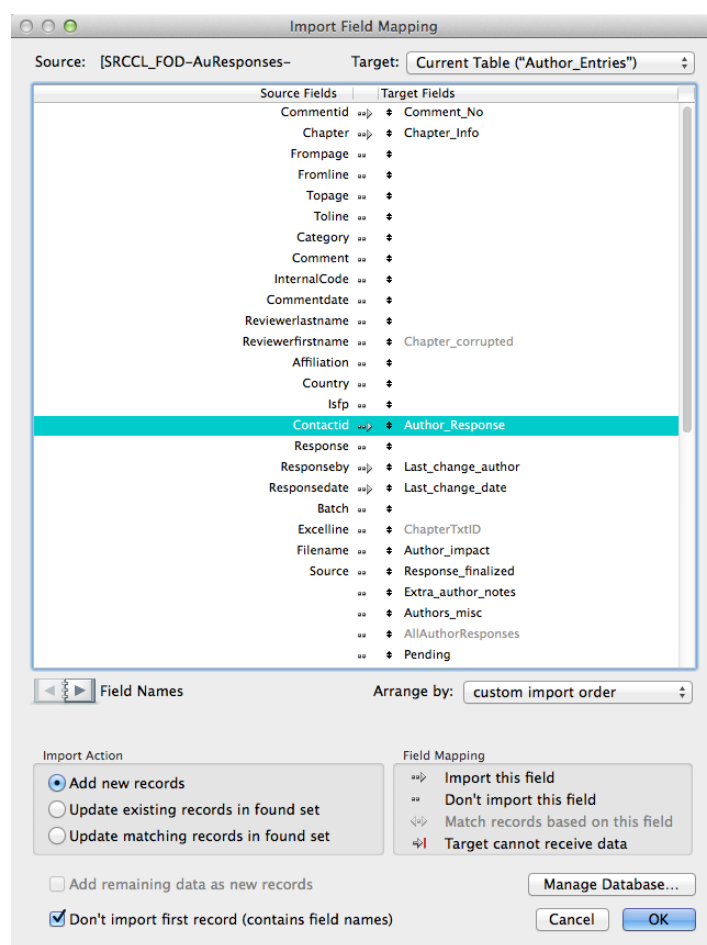 Import Field Mapping
Source: [SRCCL_FOD-AuResponses- Target: Current Table ("Author_Entries")
Source Fields Target Fields
Commentid Comment_No
Chapter Chapter_Info
Frompage
Fromline
Topage
Toline
Category
Comment
InternalCode
Commentdate
Reviewerlastname
Reviewerfirstname Chapter_corrupted
Affiliation
Country
Isfp
Contactid Author_Response
Response
Responseby Last_change_author
Responsedate Last_change_date
Batch
Excelline ChapterTxtID
Filename Author_impact
Source Response_finalized
Extra_author_notes
Authors_misc
AllAuthorResponses
Pending
Field Names Arrange by: custom import order
Import Action Field Mapping
Add new records Import this field
Update existing records in found set Don't import this field
Update matching records in found set Match records based on this field
Target cannot receive data
Add remaining data as new records Manage Database...
Don't import first record (contains field names) Cancel OK